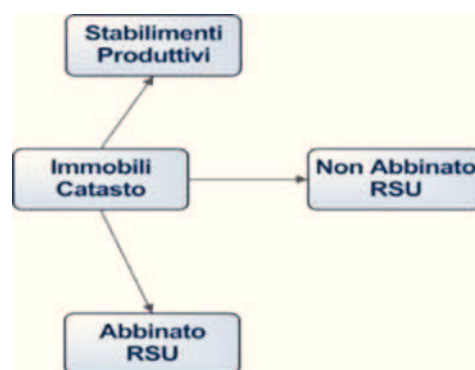 Stabilimenti
Produttivi
Immobili
Catasto
Non Abbinato
RSU
Abbinato
RSU